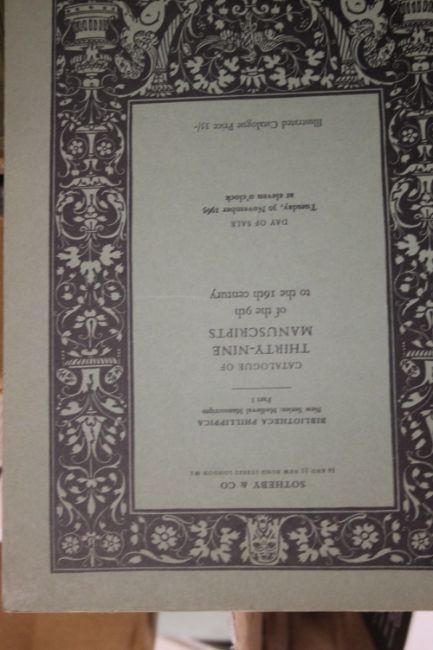 SOTHEBY & CO
34 AND 35 NEW BOND STREET LONDON W1
BIBLIOTHECA PHILLIPPICA
New Series: Medieval Manuscripts
Part I
CATALOGUE OF
THIRTY-NINE
MANUSCRIPTS
of the 9th
to the 16th century
DAY OF SALE
Tuesday, 30 November 1965
at eleven o'clock
Illustrated Catalogue Price 35/-